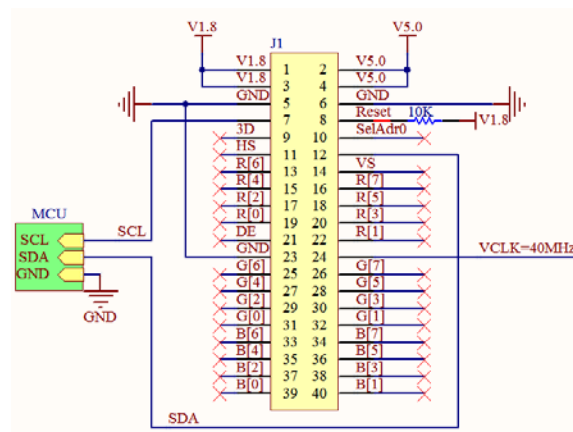 V1.8 V5.0
J1
V1.8 1 2 V5.0
V1.8 3 4 V5.0
GND 5 6 GND
7 8 Reset 10K V1.8
3D 9 10 SelAdr0
HS 11 12
R[6] 13 14 VS
R[4] 15 16 R[7]
R[2] 17 18 R[5]
R[0] 19 20 R[3]
DE 21 22 R[1]
GND 23 24 VCLK=40MHz
G[6] 25 26 G[7]
G[4] 27 28 G[5]
G[2] 29 30 G[3]
G[0] 31 32 G[1]
B[6] 33 34 B[7]
B[4] 35 36 B[5]
B[2] 37 38 B[3]
B[0] 39 40 B[1]
MCU
SCL SCL
SDA
GND
GND
SDA